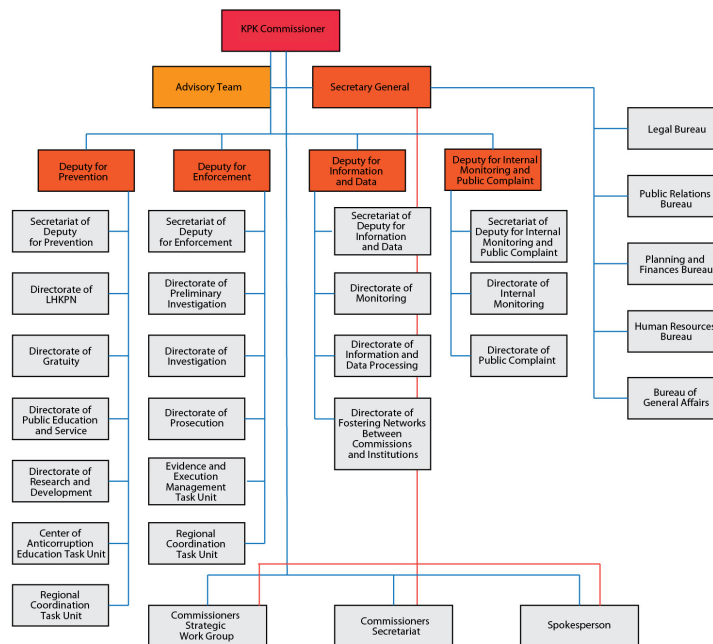 KPK Commissioner
Advisory Team
Secretary General
Legal Bureau
Public Relations
Bureau
Planning and
Finances Bureau
Human Resources
Bureau
Bureau of
General Affairs
Deputy for
Prevention
Secretariat of
Deputy
for Prevention
Directorate of
LHKPN
Directorate of
Gratuity
Directorate of
Public Education
and Service
Directorate of
Research and
Development
Center of
Anticorruption
Education Task Unit
Regional
Coordination
Task Unit
Deputy for
Enforcement
Secretariat of
Deputy
for Enforcement
Directorate of
Preliminary
Investigation
Directorate of
Investigation
Directorate of
Prosecution
Evidence and
Execution
Management
Task Unit
Regional
Coordination
Task Unit
Deputy for
Information
and Data
Secretariat of
Deputy for
Information
and Data
Directorate of
Monitoring
Directorate of
Information and
Data Processing
Directorate of
Fostering Networks
Between
Commissions
and Institutions
Deputy for Internal
Monitoring and
Public Complaint
Secretariat of
Deputy for Internal
Monitoring and
Public Complaint
Directorate of
Internal
Monitoring
Directorate of
Public Complaint
Commissioners
Strategic
Work Group
Commissioners
Secretariat
Spokesperson